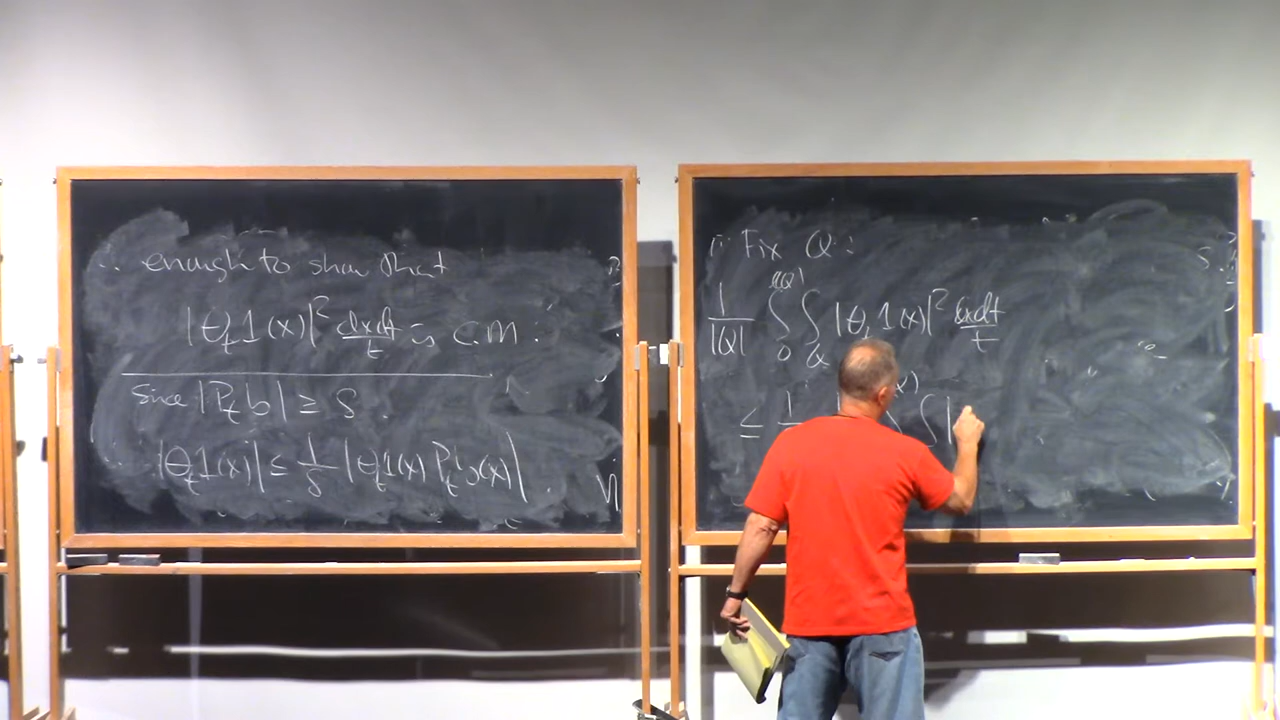 ∴ enough to show that
|θ_t 1(x)|² dxdt/t is C.M.
Since |P_t b| ≥ δ.
∴ |θ_t 1(x)| ≤ 1/δ |θ_t 1(x) P_t b(x)|.
Fix Q:
1/|Q| ∫_0^{ℓ(Q)} ∫_Q |θ_t 1(x)|² dxdt/t
≤ 1